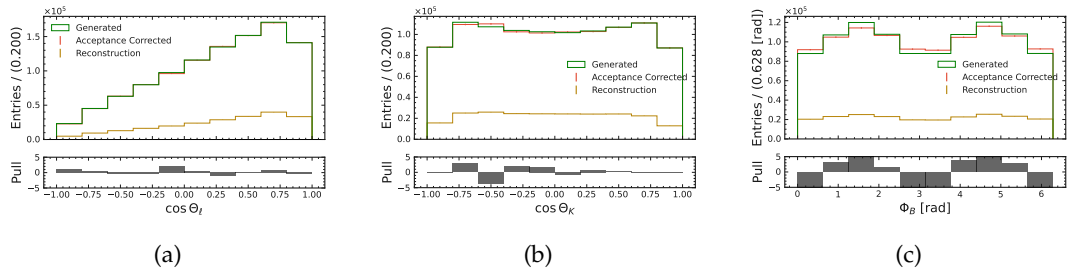 ×10⁵
Entries / (0.200)
1.5
1.0
0.5
0.0
Generated
Acceptance Corrected
Reconstruction
Pull
5
0
−5
−1.00 −0.75 −0.50 −0.25 0.00 0.25 0.50 0.75 1.00
cos Θℓ
(a)
×10⁵
Entries / (0.200)
1.0
0.8
0.6
0.4
0.2
0.0
Generated
Acceptance Corrected
Reconstruction
Pull
5
0
−5
−1.00 −0.75 −0.50 −0.25 0.00 0.25 0.50 0.75 1.00
cos ΘK
(b)
×10⁵
Entries / (0.628 [rad])
1.2
1.0
0.8
0.6
0.4
0.2
0.0
Generated
Acceptance Corrected
Reconstruction
Pull
5
0
−5
0 1 2 3 4 5 6
ΦB [rad]
(c)